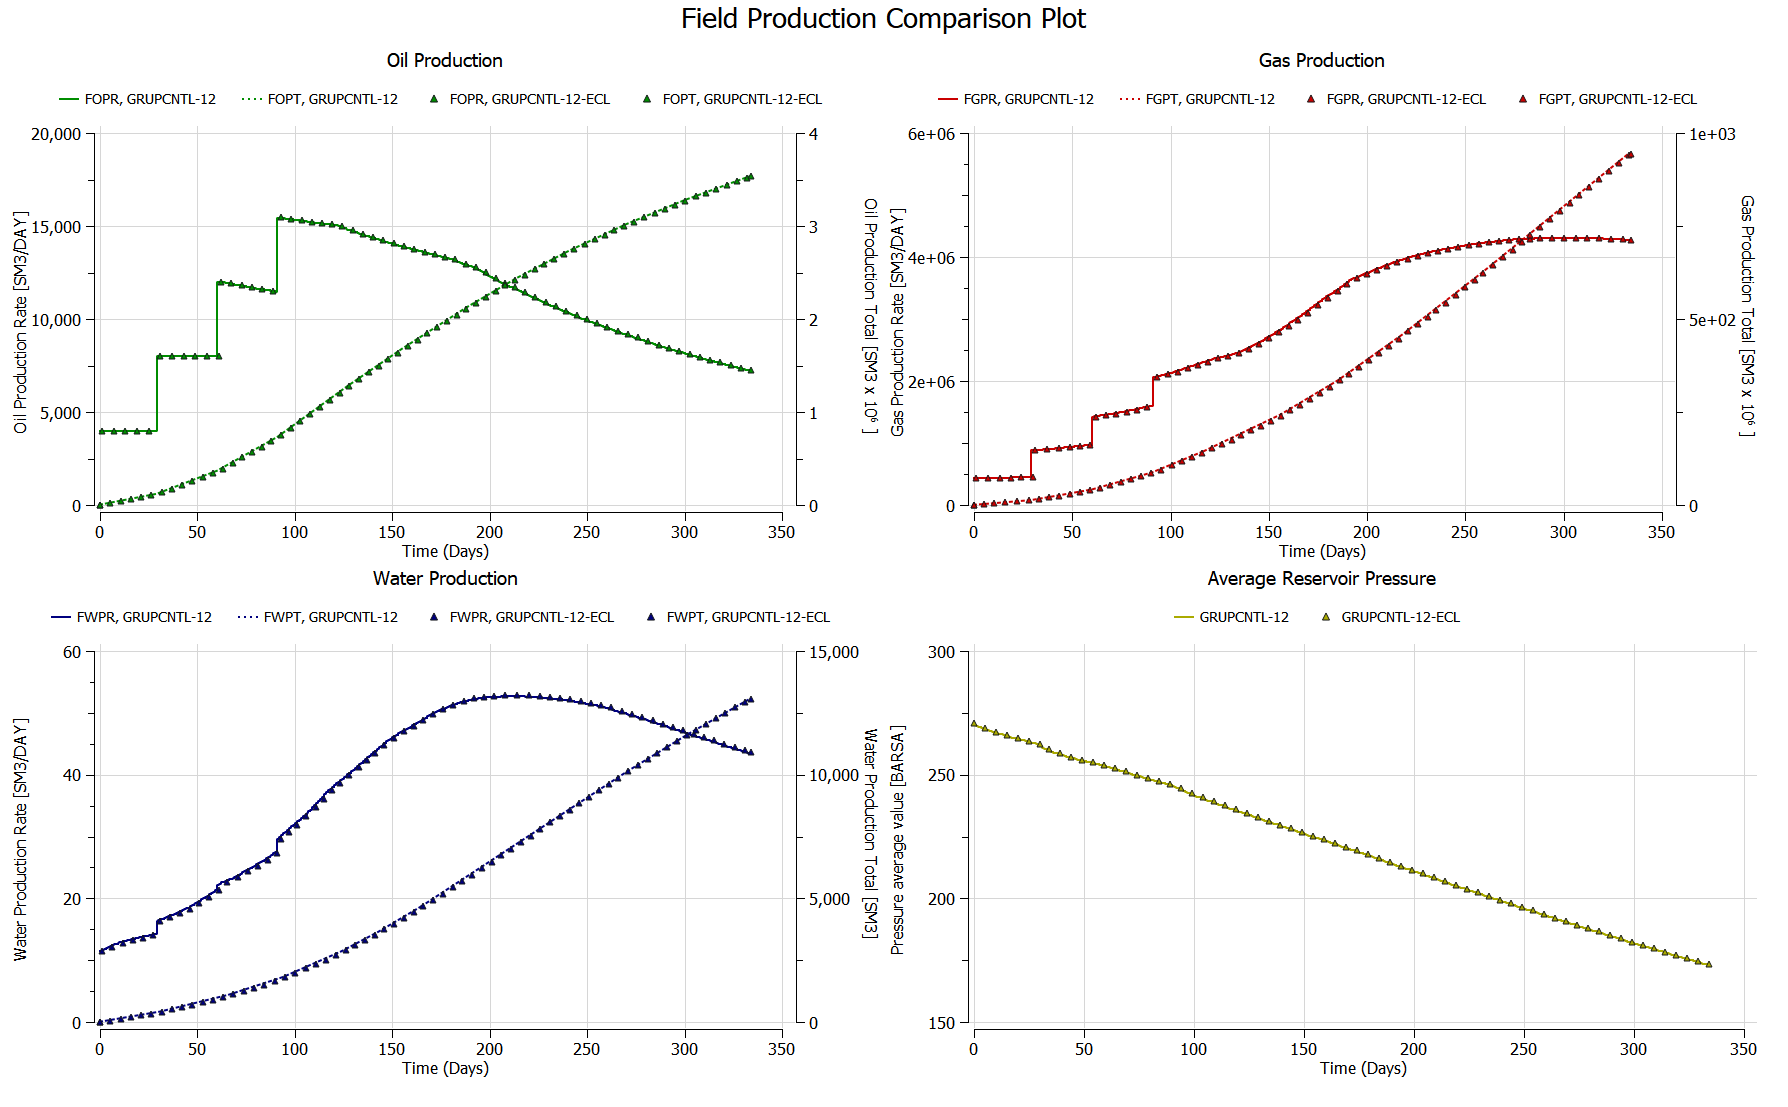 Field Production Comparison Plot
Oil Production
FOPR, GRUPCNTL-12 FOPT, GRUPCNTL-12 FOPR, GRUPCNTL-12-ECL FOPT, GRUPCNTL-12-ECL
20,000
15,000
10,000
5,000
0
4
3
2
1
0
Oil Production Rate [SM3/DAY]
Oil Production Total [SM3 x 10⁶ ]
0 50 100 150 200 250 300 350
Time (Days)
Gas Production
FGPR, GRUPCNTL-12 FGPT, GRUPCNTL-12 FGPR, GRUPCNTL-12-ECL FGPT, GRUPCNTL-12-ECL
6e+06
4e+06
2e+06
0
1e+03
5e+02
0
Gas Production Rate [SM3/DAY]
Gas Production Total [SM3 x 10⁶ ]
0 50 100 150 200 250 300 350
Time (Days)
Water Production
FWPR, GRUPCNTL-12 FWPT, GRUPCNTL-12 FWPR, GRUPCNTL-12-ECL FWPT, GRUPCNTL-12-ECL
60
40
20
0
15,000
10,000
5,000
0
Water Production Rate [SM3/DAY]
Water Production Total [SM3]
0 50 100 150 200 250 300 350
Time (Days)
Average Reservoir Pressure
GRUPCNTL-12 GRUPCNTL-12-ECL
300
250
200
150
Pressure average value [BARSA]
0 50 100 150 200 250 300 350
Time (Days)